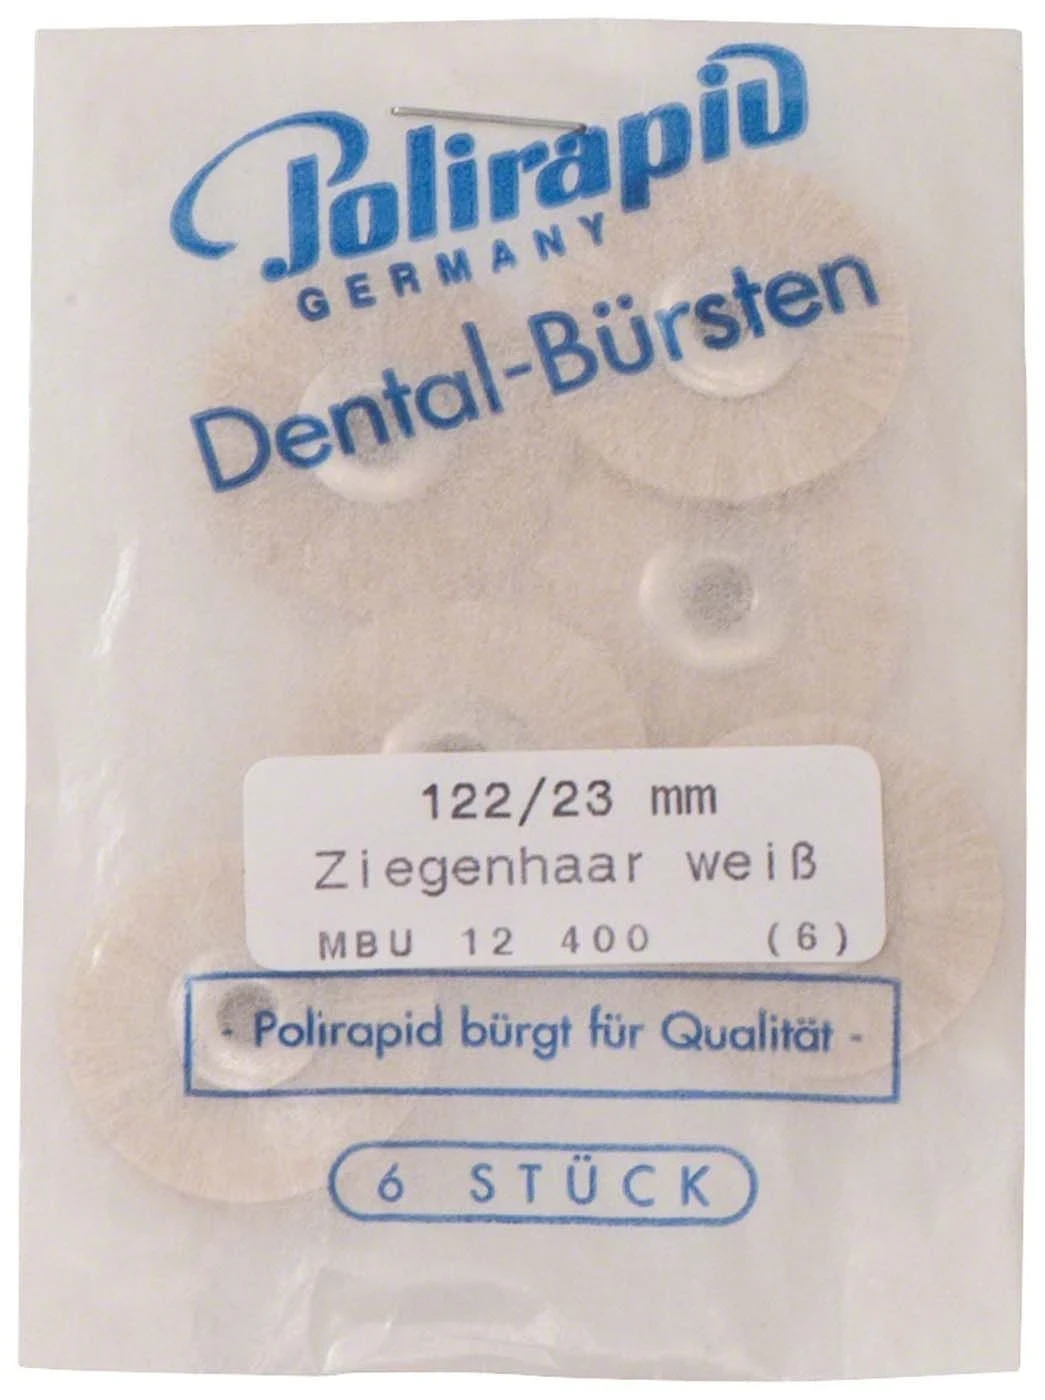 Polirapid
GERMANY
Dental-Bürsten
122/23 mm
Ziegenhaar weiß
MBU 12 400 (6)
- Polirapid bürgt für Qualität -
6 STÜCK